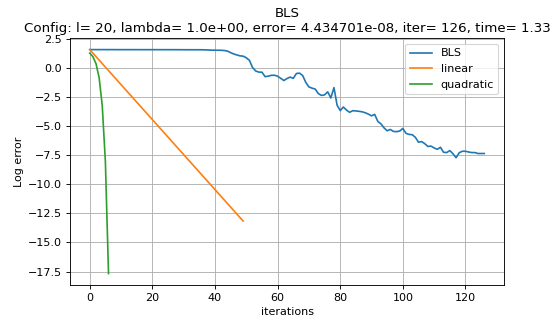 BLS
Config: l= 20, lambda= 1.0e+00, error= 4.434701e-08, iter= 126, time= 1.33
Log error
2.5
0.0
−2.5
−5.0
−7.5
−10.0
−12.5
−15.0
−17.5
BLS
linear
quadratic
0 20 40 60 80 100 120
iterations